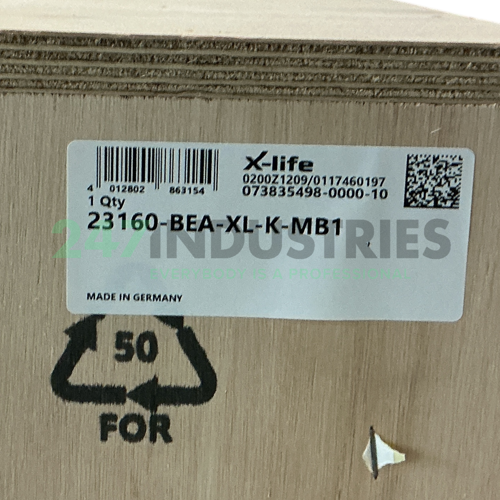 X-life
0200Z1209/0117460197
073835498-0000-10
4 012802 863154
1 Qty
23160-BEA-XL-K-MB1
247INDUSTRIES
MADE IN GERMANY
50
FOR